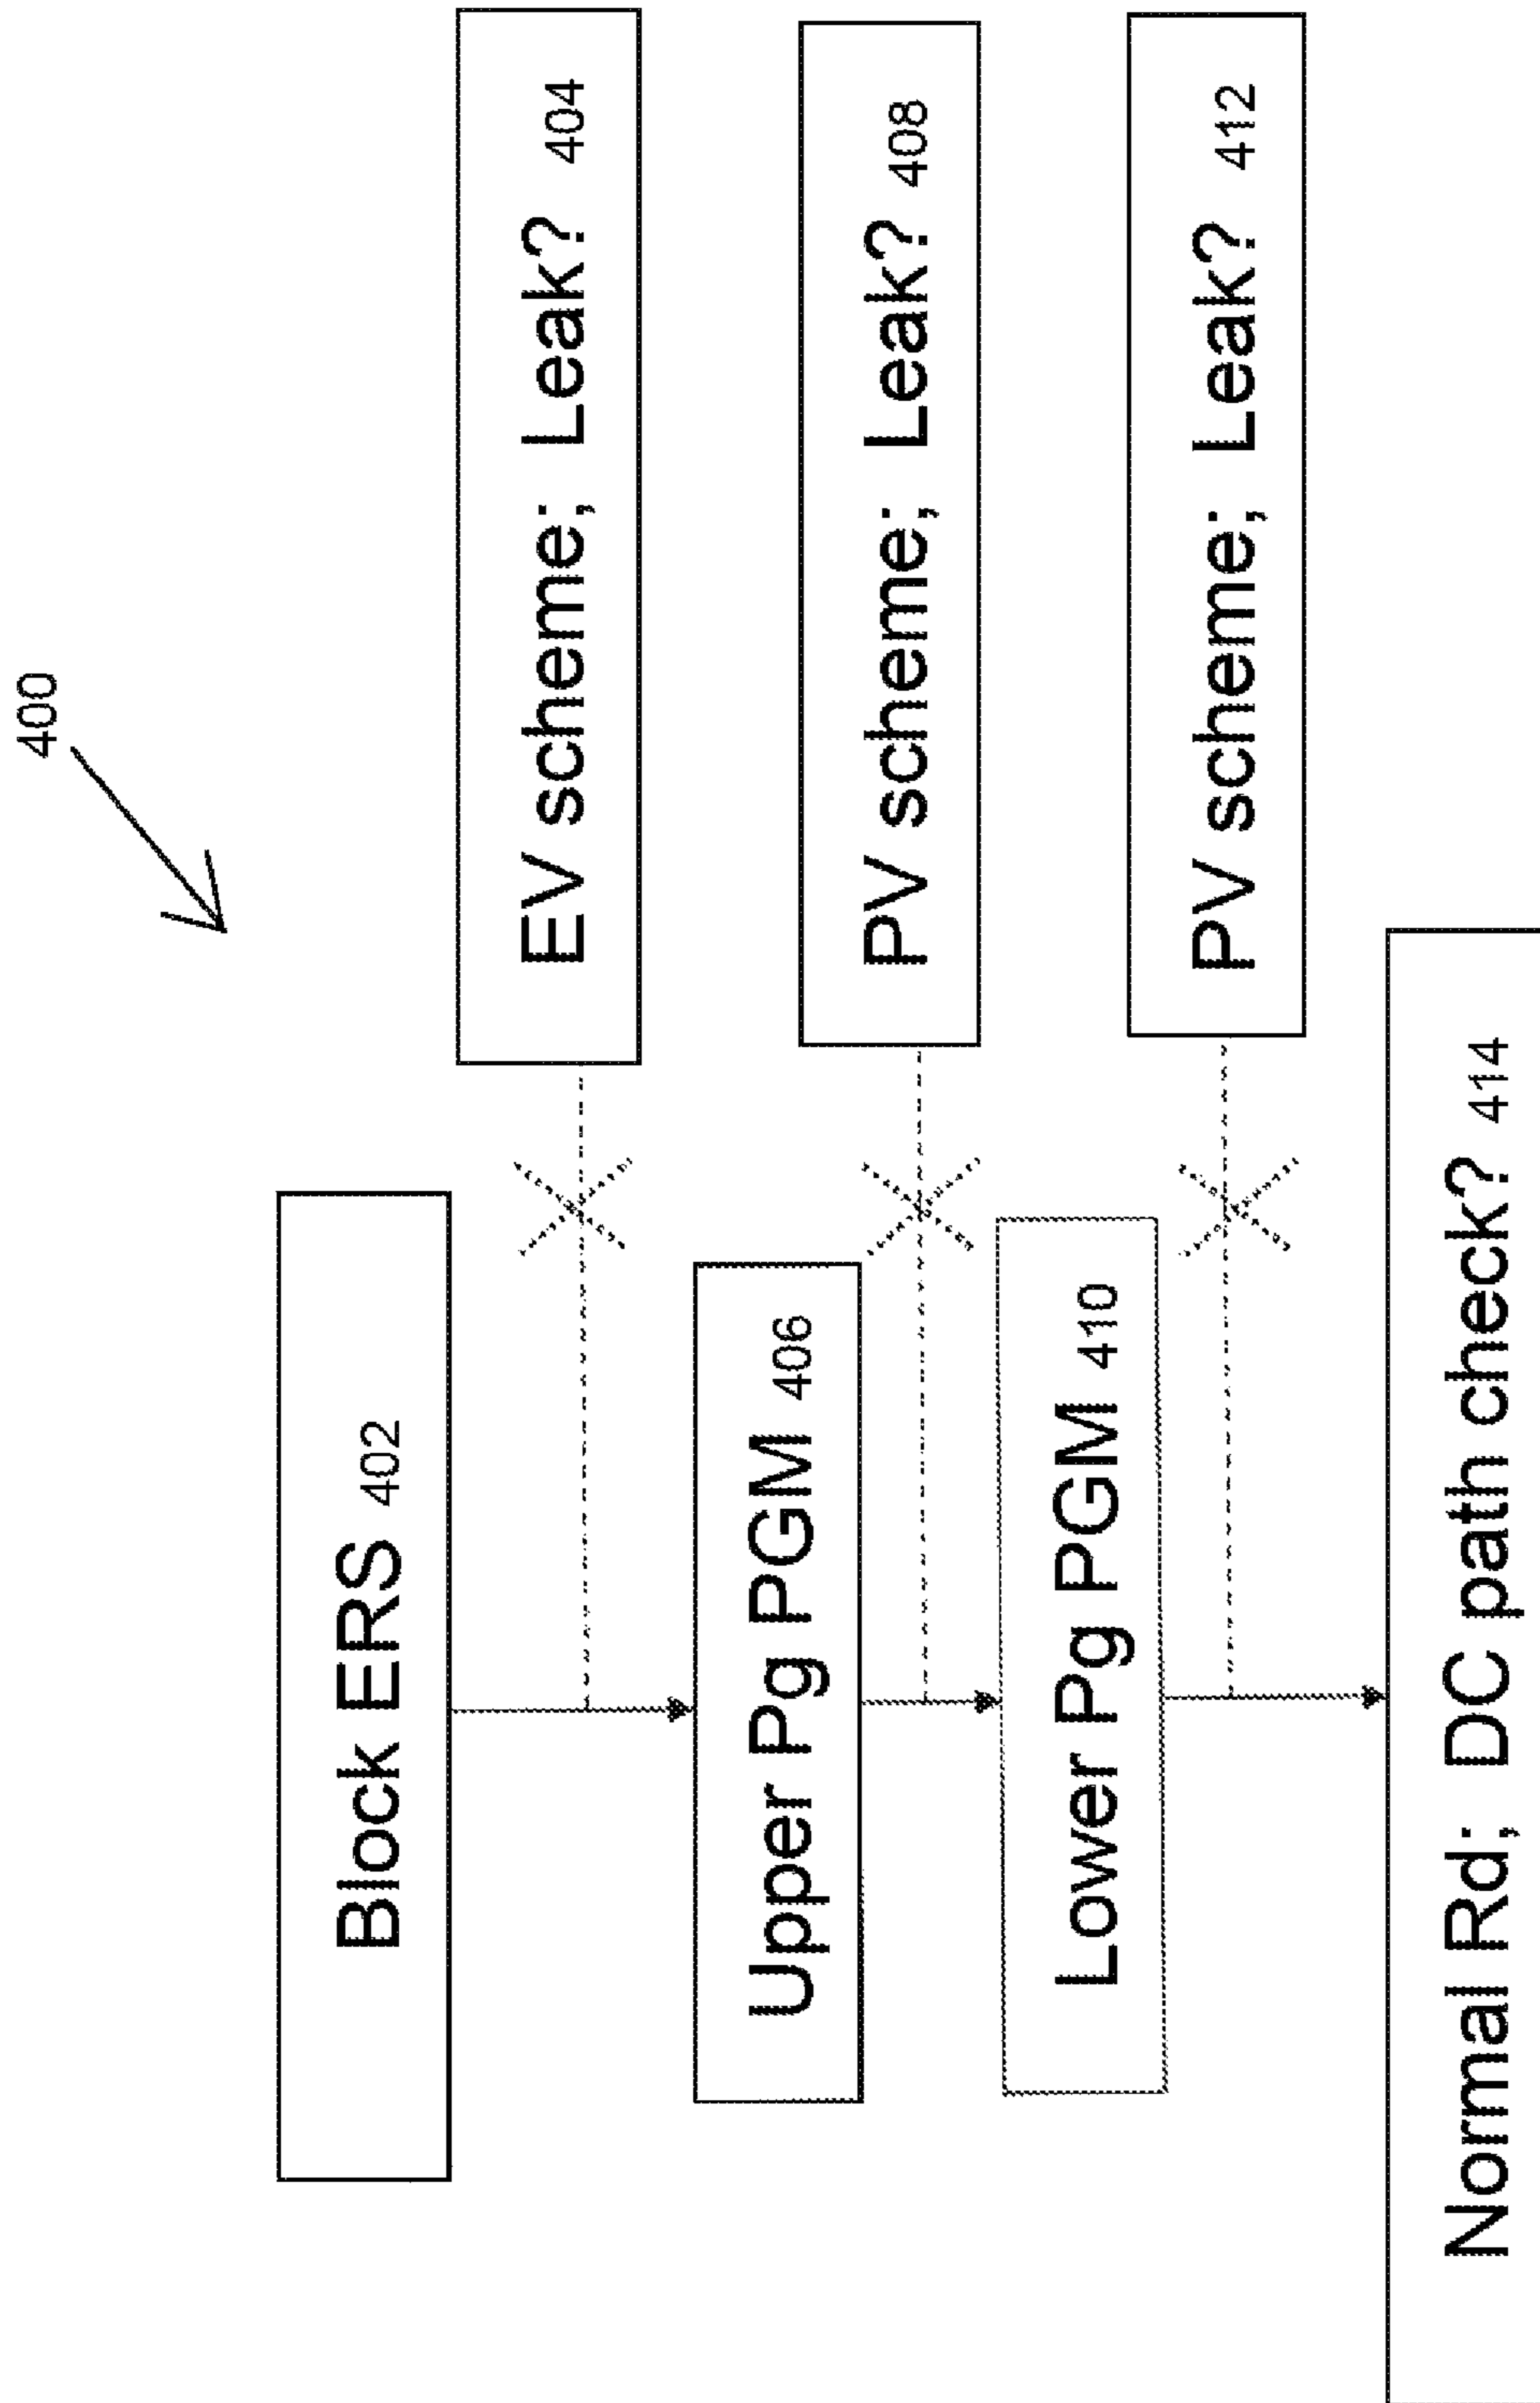 400
Block ERS 402
EV scheme; Leak? 404
Upper Pg PGM 406
PV scheme; Leak? 408
Lower Pg PGM 410
PV scheme; Leak? 412
Normal Rd; DC path check? 414